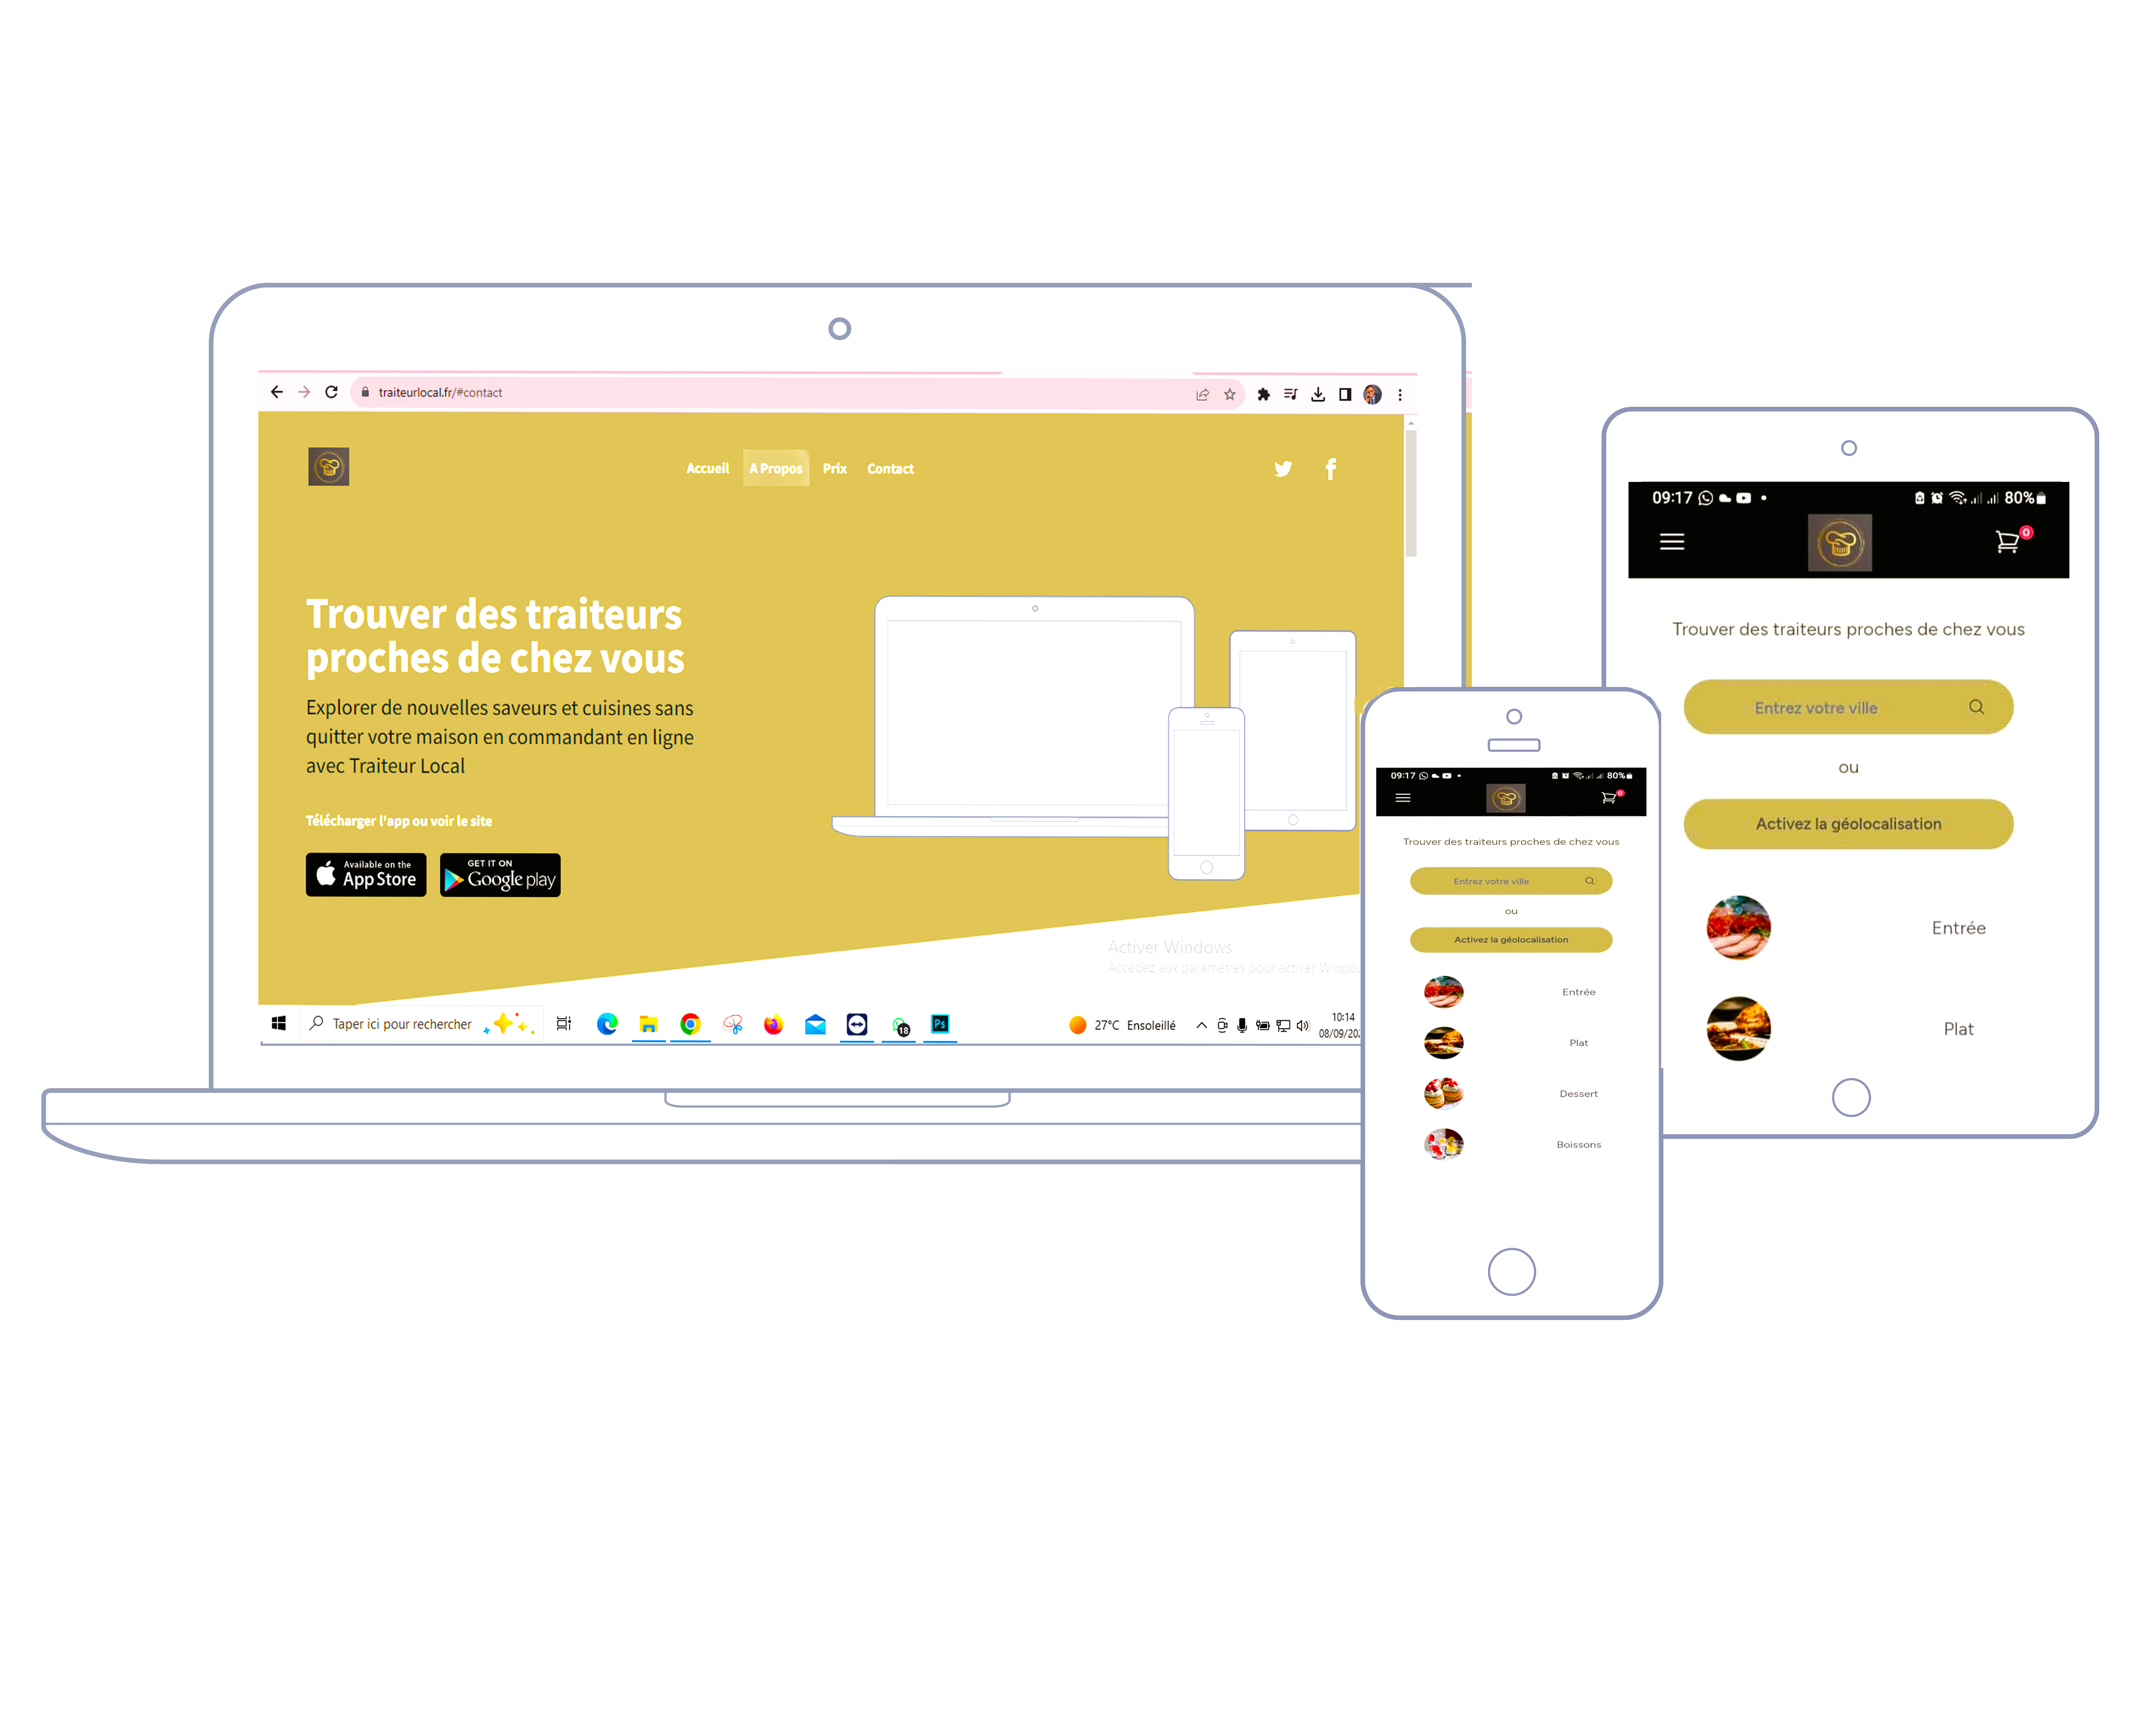 traiteurlocal.fr/#contact
Accueil A Propos Prix Contact
Trouver des traiteurs
proches de chez vous
Explorer de nouvelles saveurs et cuisines sans
quitter votre maison en commandant en ligne
avec Traiteur Local
Télécharger l'app ou voir le site
Available on the
App Store
GET IT ON
Google play
Activer Windows
Accédez aux paramètres pour activer Windo
Taper ici pour rechercher
18
Ps
27°C Ensoleillé
10:14
08/09/20
09:17 80%
0
Trouver des traiteurs proches de chez vous
Entrez votre ville
ou
Activez la géolocalisation
Entrée
Plat
Dessert
Boissons
09:17 80%
0
Trouver des traiteurs proches de chez vous
Entrez votre ville
ou
Activez la géolocalisation
Entrée
Plat